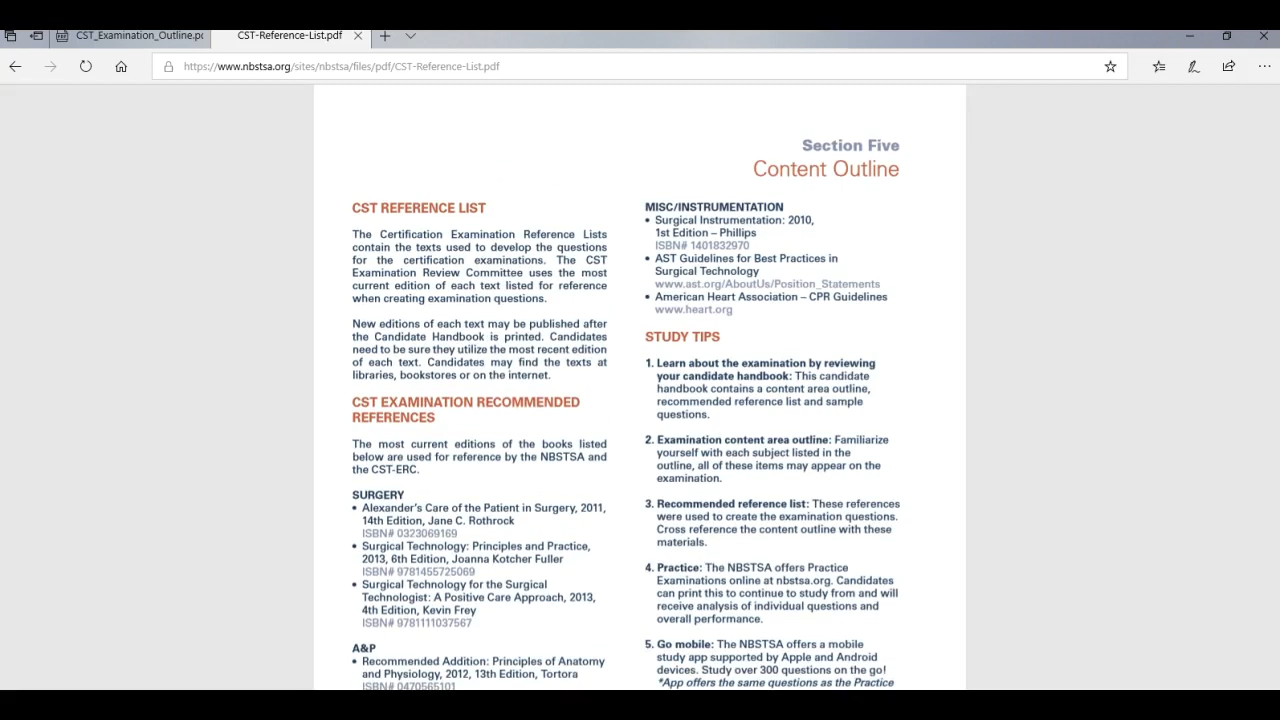 CST_Examination_Outline.pc
CST-Reference-List.pdf
https://www.nbstsa.org/sites/nbstsa/files/pdf/CST-Reference-List.pdf
Section Five
Content Outline
CST REFERENCE LIST
The Certification Examination Reference Lists
contain the texts used to develop the questions
for the certification examinations. The CST
Examination Review Committee uses the most
current edition of each text listed for reference
when creating examination questions.
New editions of each text may be published after
the Candidate Handbook is printed. Candidates
need to be sure they utilize the most recent edition
of each text. Candidates may find the texts at
libraries, bookstores or on the internet.
CST EXAMINATION RECOMMENDED
REFERENCES
The most current editions of the books listed
below are used for reference by the NBSTSA and
the CST-ERC.
SURGERY
• Alexander's Care of the Patient in Surgery, 2011,
14th Edition, Jane C. Rothrock
ISBN# 0323069169
• Surgical Technology: Principles and Practice,
2013, 6th Edition, Joanna Kotcher Fuller
ISBN# 9781455725069
• Surgical Technology for the Surgical
Technologist: A Positive Care Approach, 2013,
4th Edition, Kevin Frey
ISBN# 9781111037567
A&P
• Recommended Addition: Principles of Anatomy
and Physiology, 2012, 13th Edition, Tortora
ISBN# 0470565101
MISC/INSTRUMENTATION
• Surgical Instrumentation: 2010,
1st Edition – Phillips
ISBN# 1401832970
• AST Guidelines for Best Practices in
Surgical Technology
www.ast.org/AboutUs/Position_Statements
• American Heart Association – CPR Guidelines
www.heart.org
STUDY TIPS
1. Learn about the examination by reviewing
your candidate handbook: This candidate
handbook contains a content area outline,
recommended reference list and sample
questions.
2. Examination content area outline: Familiarize
yourself with each subject listed in the
outline, all of these items may appear on the
examination.
3. Recommended reference list: These references
were used to create the examination questions.
Cross reference the content outline with these
materials.
4. Practice: The NBSTSA offers Practice
Examinations online at nbstsa.org. Candidates
can print this to continue to study from and will
receive analysis of individual questions and
overall performance.
5. Go mobile: The NBSTSA offers a mobile
study app supported by Apple and Android
devices. Study over 300 questions on the go!
*App offers the same questions as the Practice